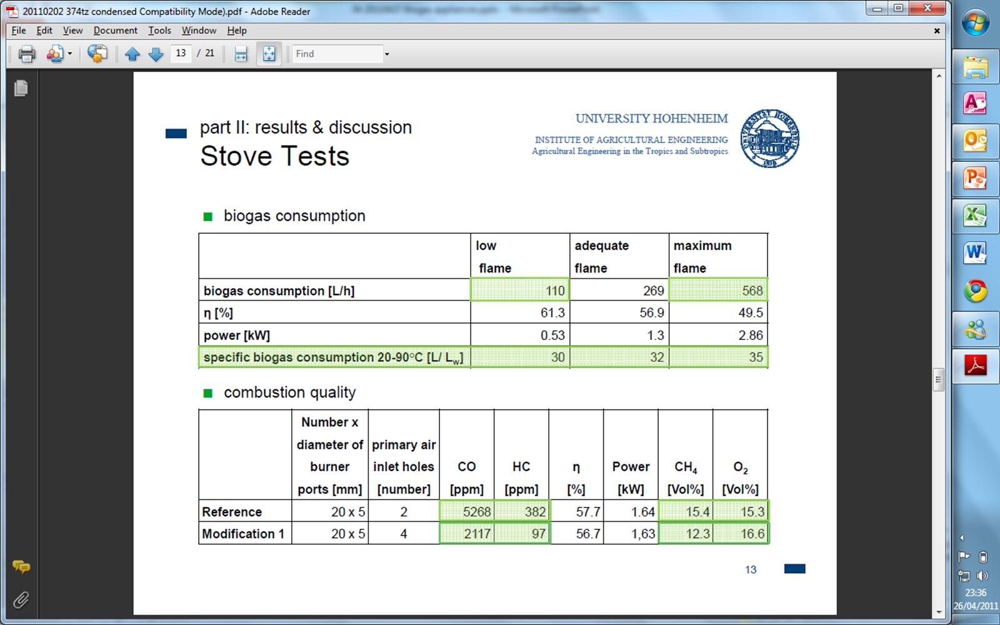 20110202 374tz condensed Compatibility Mode).pdf - Adobe Reader
File Edit View Document Tools Window Help
13 / 21 Find
part II: results & discussion
Stove Tests
UNIVERSITY HOHENHEIM
INSTITUTE OF AGRICULTURAL ENGINEERING
Agricultural Engineering in the Tropics and Subtropics
biogas consumption
low flame adequate flame maximum flame
biogas consumption [L/h] 110 269 568
η [%] 61.3 56.9 49.5
power [kW] 0.53 1.3 2.86
specific biogas consumption 20-90°C [L/ Lw] 30 32 35
combustion quality
Number x diameter of burner ports [mm] primary air inlet holes [number] CO [ppm] HC [ppm] η [%] Power [kW] CH4 [Vol%] O2 [Vol%]
Reference 20 x 5 2 5268 382 57.7 1.64 15.4 15.3
Modification 1 20 x 5 4 2117 97 56.7 1,63 12.3 16.6
13
23:36
26/04/2011